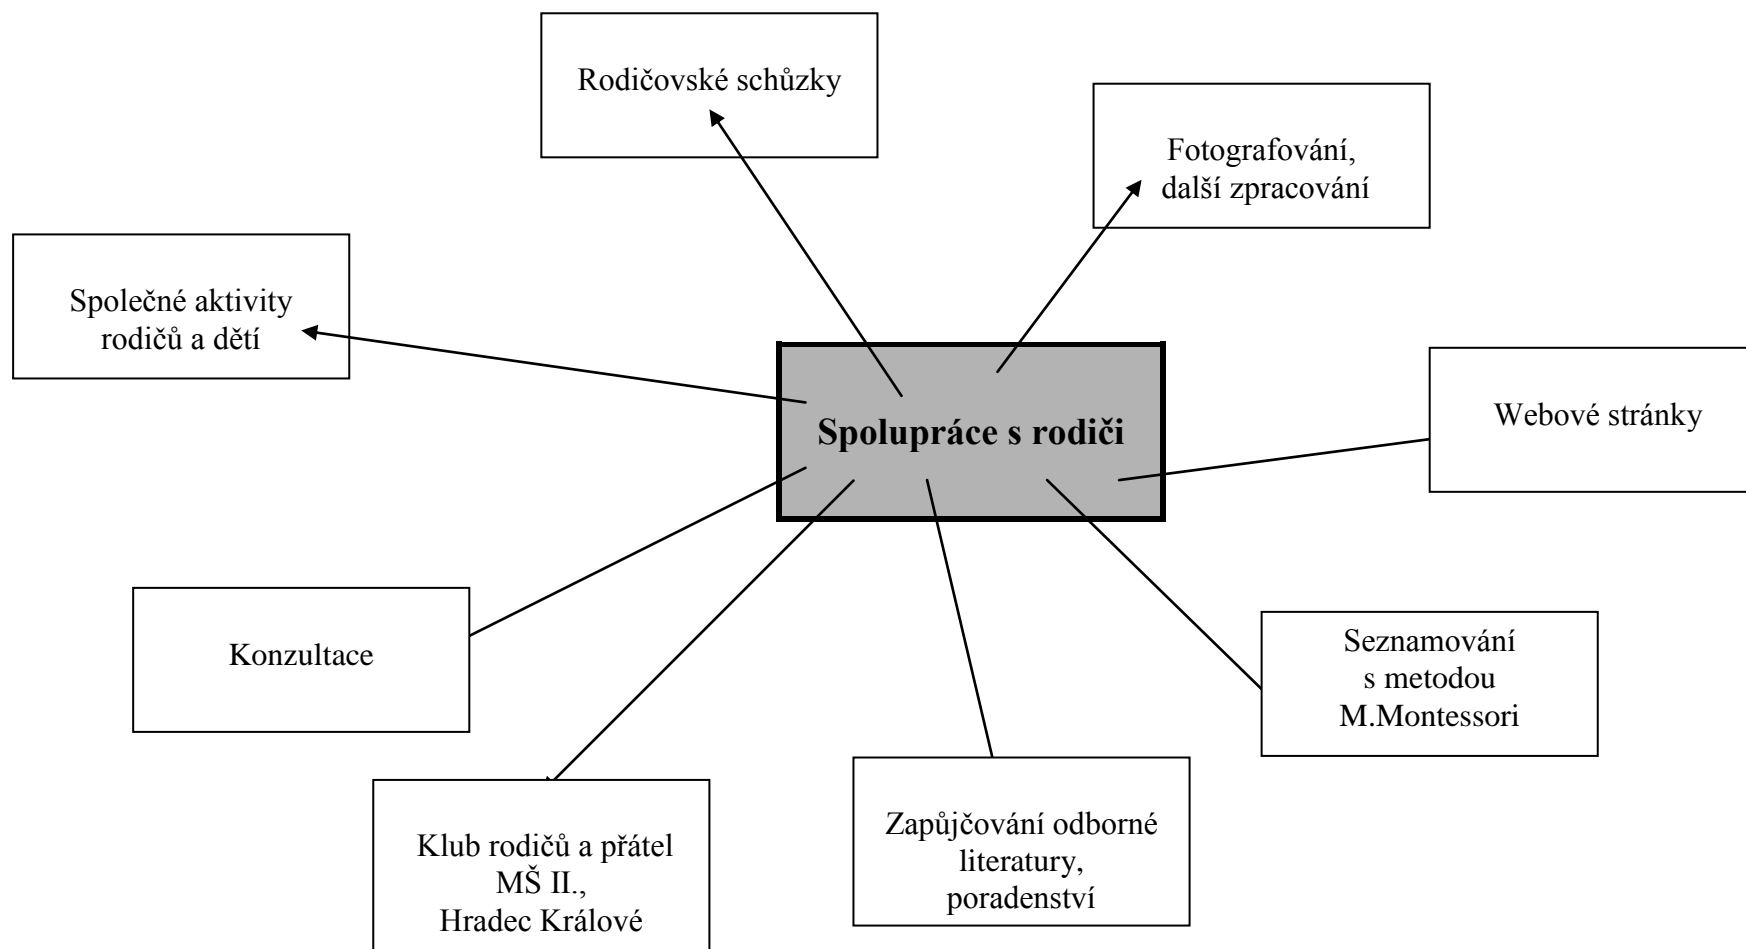 Rodičovské schůzky
Fotografování,
další zpracování
Společné aktivity
rodičů a dětí
Webové stránky
Spolupráce s rodiči
Konzultace
Seznamování
s metodou
M.Montessori
Klub rodičů a přátel
MŠ II.,
Hradec Králové
Zapůjčování odborné
literatury,
poradenství